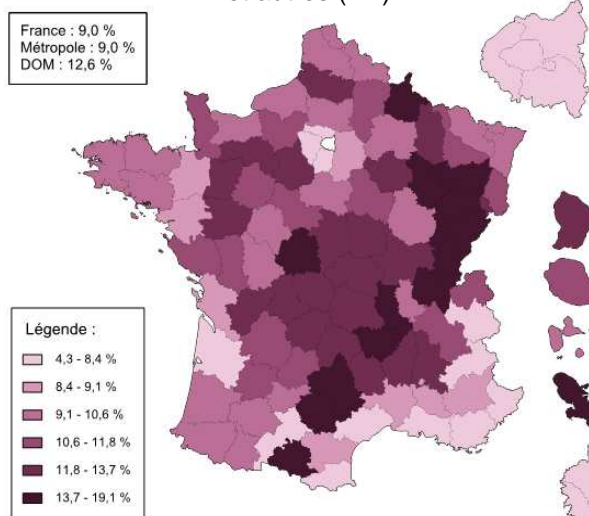 France : 9,0 %
Métropole : 9,0 %
DOM : 12,6 %
Légende :
4,3 - 8,4 %
8,4 - 9,1 %
9,1 - 10,6 %
10,6 - 11,8 %
11,8 - 13,7 %
13,7 - 19,1 %